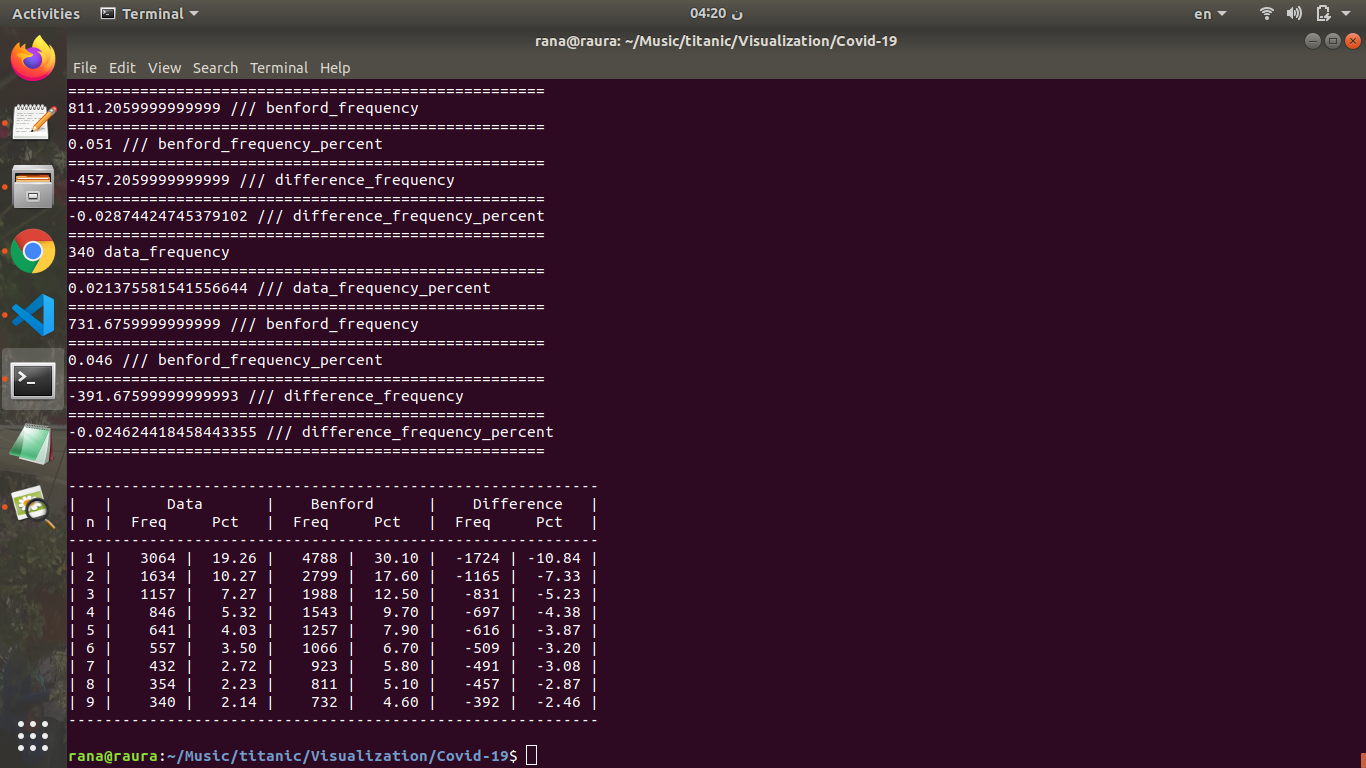 Activities Terminal 04:20 ن en
rana@raura: ~/Music/titanic/Visualization/Covid-19
File Edit View Search Terminal Help
=====================================================
811.2059999999999 /// benford_frequency
=====================================================
0.051 /// benford_frequency_percent
=====================================================
-457.2059999999999 /// difference_frequency
=====================================================
-0.02874424745379102 /// difference_frequency_percent
=====================================================
340 data_frequency
=====================================================
0.021375581541556644 /// data_frequency_percent
=====================================================
731.6759999999999 /// benford_frequency
=====================================================
0.046 /// benford_frequency_percent
=====================================================
-391.67599999999993 /// difference_frequency
=====================================================
-0.024624418458443355 /// difference_frequency_percent
=====================================================
-----------------------------------------------------------
|   |      Data       |    Benford      |    Difference   |
| n |  Freq     Pct   |  Freq     Pct   |  Freq     Pct   |
-----------------------------------------------------------
| 1 |   3064 |  19.26 |   4788 |  30.10 |  -1724 | -10.84 |
| 2 |   1634 |  10.27 |   2799 |  17.60 |  -1165 |  -7.33 |
| 3 |   1157 |   7.27 |   1988 |  12.50 |   -831 |  -5.23 |
| 4 |    846 |   5.32 |   1543 |   9.70 |   -697 |  -4.38 |
| 5 |    641 |   4.03 |   1257 |   7.90 |   -616 |  -3.87 |
| 6 |    557 |   3.50 |   1066 |   6.70 |   -509 |  -3.20 |
| 7 |    432 |   2.72 |    923 |   5.80 |   -491 |  -3.08 |
| 8 |    354 |   2.23 |    811 |   5.10 |   -457 |  -2.87 |
| 9 |    340 |   2.14 |    732 |   4.60 |   -392 |  -2.46 |
-----------------------------------------------------------
rana@raura:~/Music/titanic/Visualization/Covid-19$